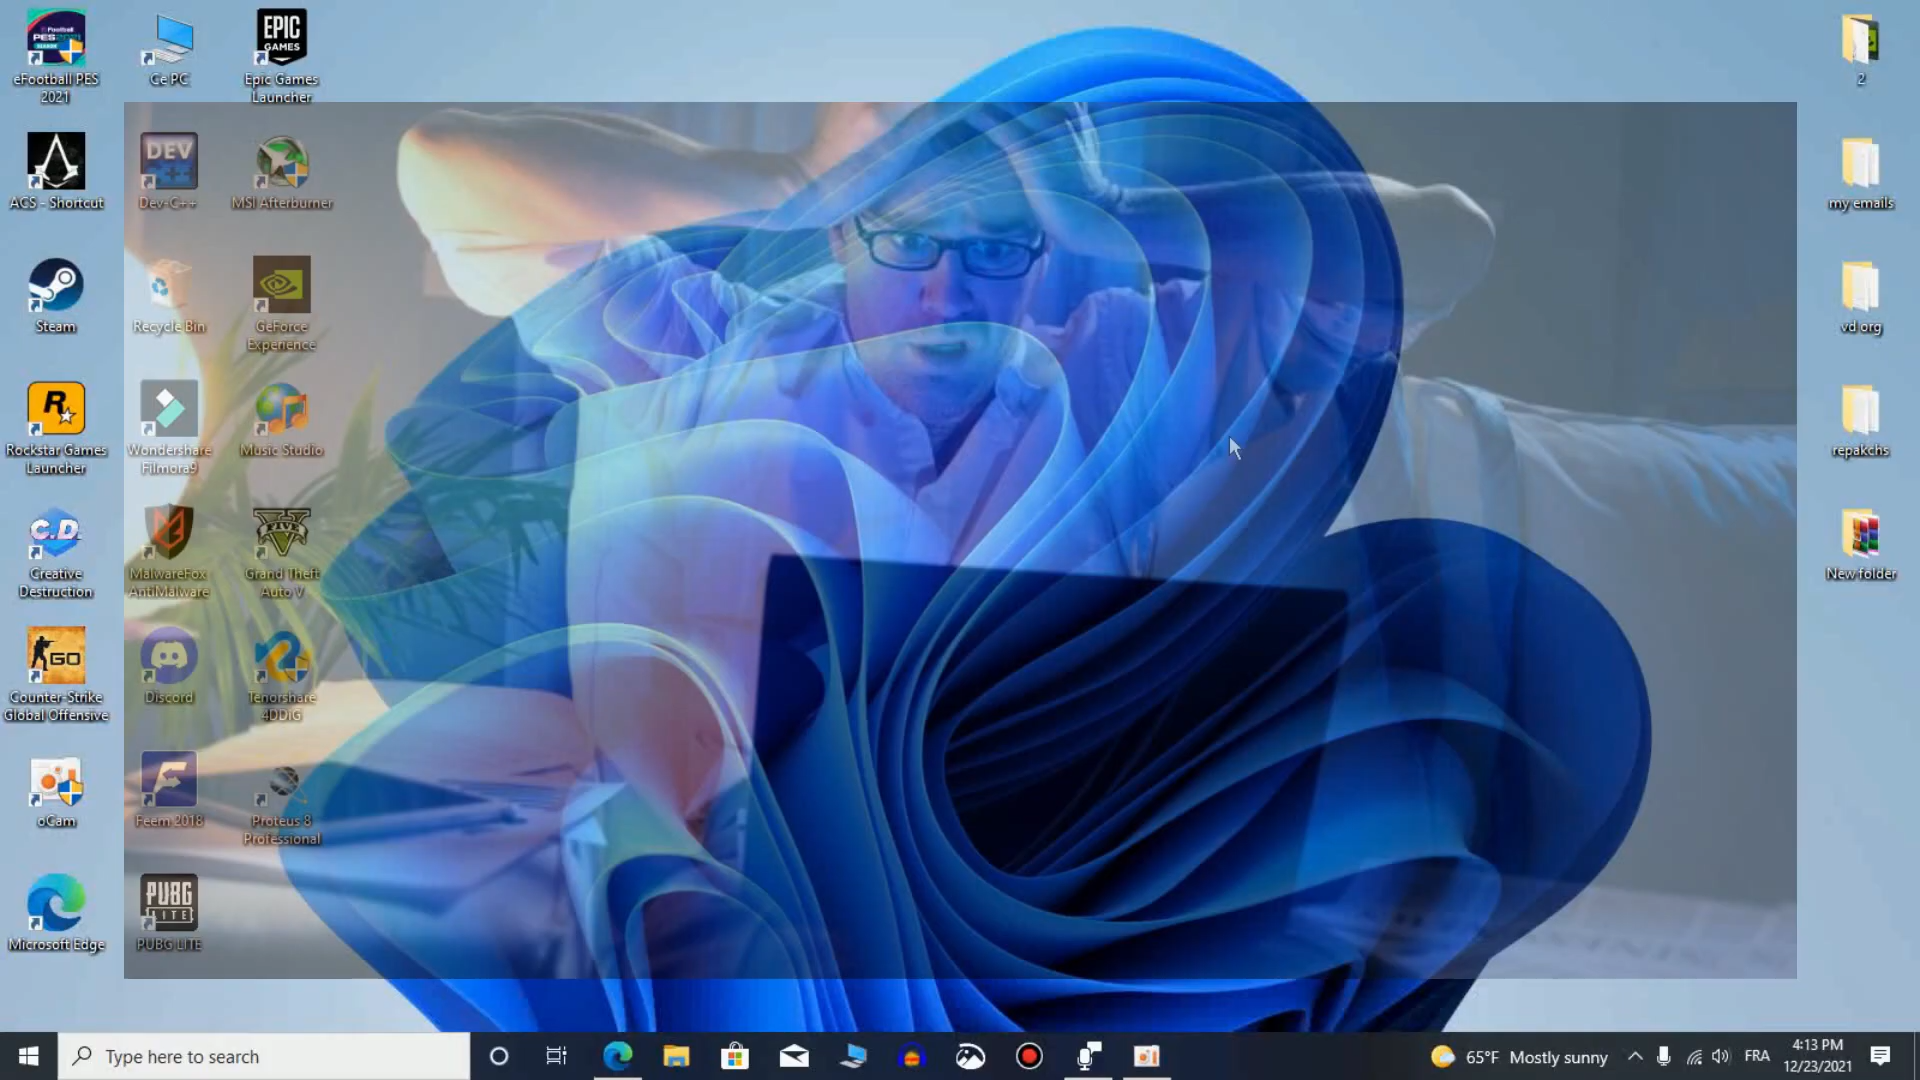 eFootball PES
2021
Ce PC
EPIC
GAMES
Epic Games
Launcher
2
ACS - Shortcut
DEV
C++
Dev-C++
MSI Afterburner
my emails
Steam
Recycle Bin
GeForce
Experience
vd org
Rockstar Games
Launcher
Wondershare
Filmora9
Music Studio
repakchs
C.D.
Creative
Destruction
MalwareFox
AntiMalware
FIVE
Grand Theft
Auto V
New folder
GO
Counter-Strike
Global Offensive
Discord
Tenorshare
4DDiG
oCam
Feem 2018
Proteus 8
Professional
Microsoft Edge
PUBG
LITE
PUBG LITE
Type here to search
65°F Mostly sunny
FRA
4:13 PM
12/23/2021